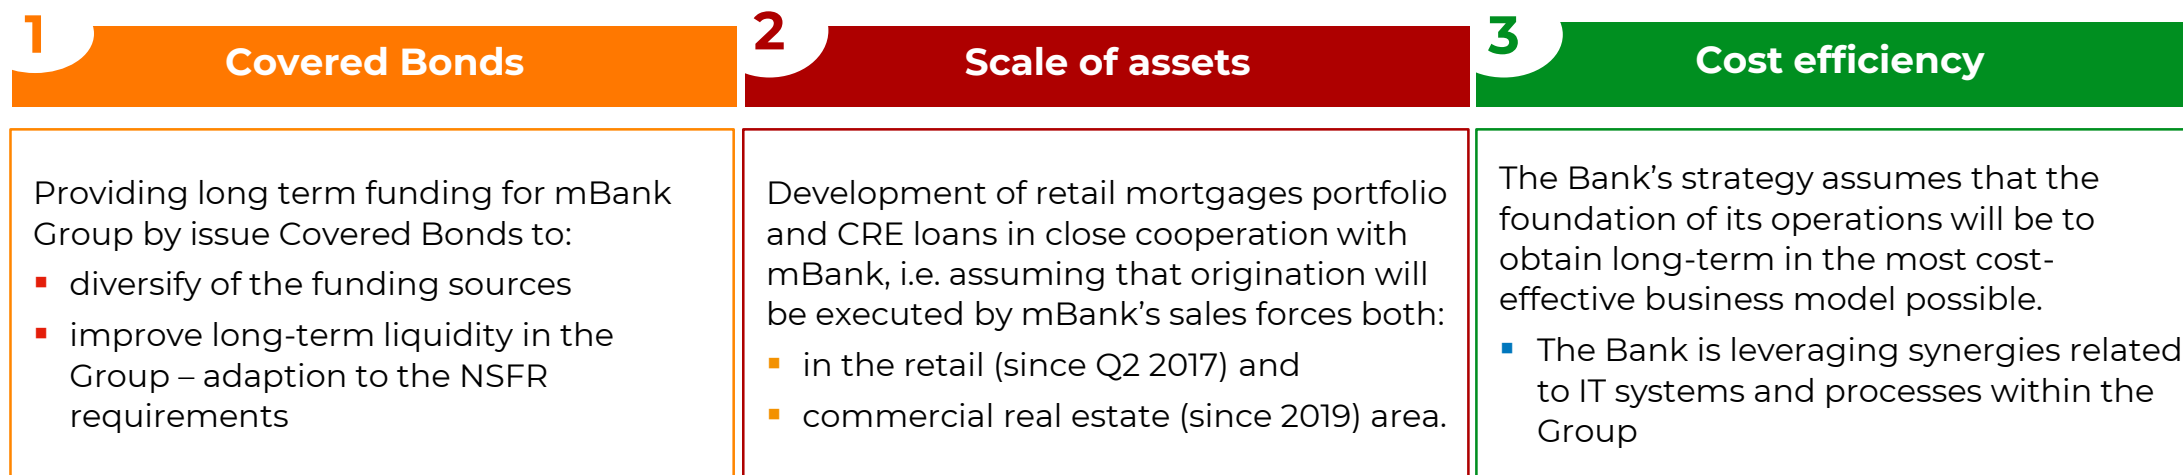 1
Covered Bonds
Providing long term funding for mBank
Group by issue Covered Bonds to:
▪ diversify of the funding sources
▪ improve long-term liquidity in the
Group – adaption to the NSFR
requirements
2
Scale of assets
Development of retail mortgages portfolio
and CRE loans in close cooperation with
mBank, i.e. assuming that origination will
be executed by mBank’s sales forces both:
▪ in the retail (since Q2 2017) and
▪ commercial real estate (since 2019) area.
3
Cost efficiency
The Bank’s strategy assumes that the
foundation of its operations will be to
obtain long-term in the most cost-
effective business model possible.
▪ The Bank is leveraging synergies related
to IT systems and processes within the
Group